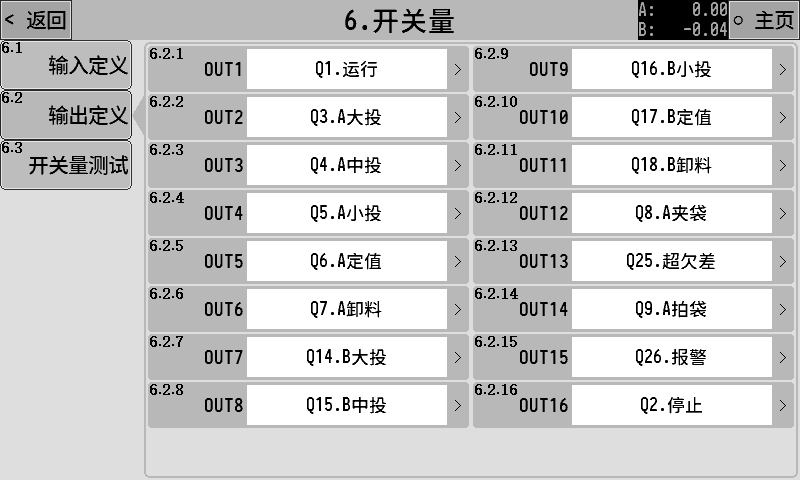 < 返回
6.开关量
A: 0.00
B: -0.04
主页
6.1 输入定义
6.2 输出定义
6.3 开关量测试
6.2.1 OUT1 Q1.运行 >
6.2.2 OUT2 Q3.A大投 >
6.2.3 OUT3 Q4.A中投 >
6.2.4 OUT4 Q5.A小投 >
6.2.5 OUT5 Q6.A定值 >
6.2.6 OUT6 Q7.A卸料 >
6.2.7 OUT7 Q14.B大投 >
6.2.8 OUT8 Q15.B中投 >
6.2.9 OUT9 Q16.B小投 >
6.2.10 OUT10 Q17.B定值 >
6.2.11 OUT11 Q18.B卸料 >
6.2.12 OUT12 Q8.A夹袋 >
6.2.13 OUT13 Q25.超欠差 >
6.2.14 OUT14 Q9.A拍袋 >
6.2.15 OUT15 Q26.报警 >
6.2.16 OUT16 Q2.停止 >